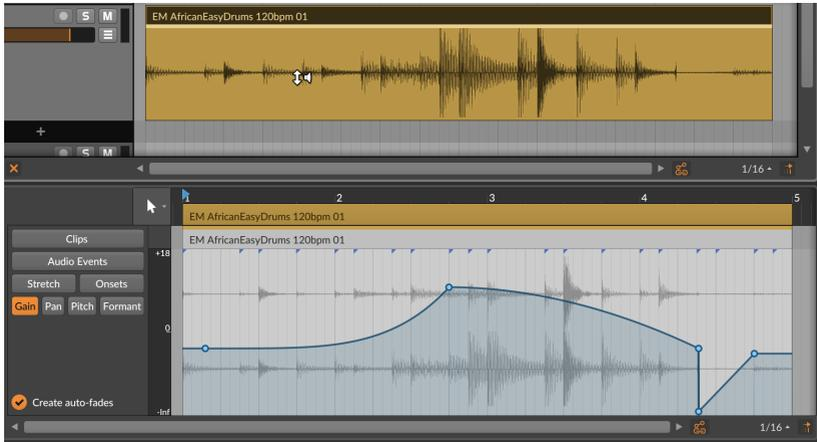 S M EM AfricanEasyDrums 120bpm 01
+
S M
1/16
1 2 3 4 5
EM AfricanEasyDrums 120bpm 01
EM AfricanEasyDrums 120bpm 01
Clips
Audio Events
Stretch Onsets
Gain Pan Pitch Formant
Create auto-fades
+18
0
-Inf
1/16